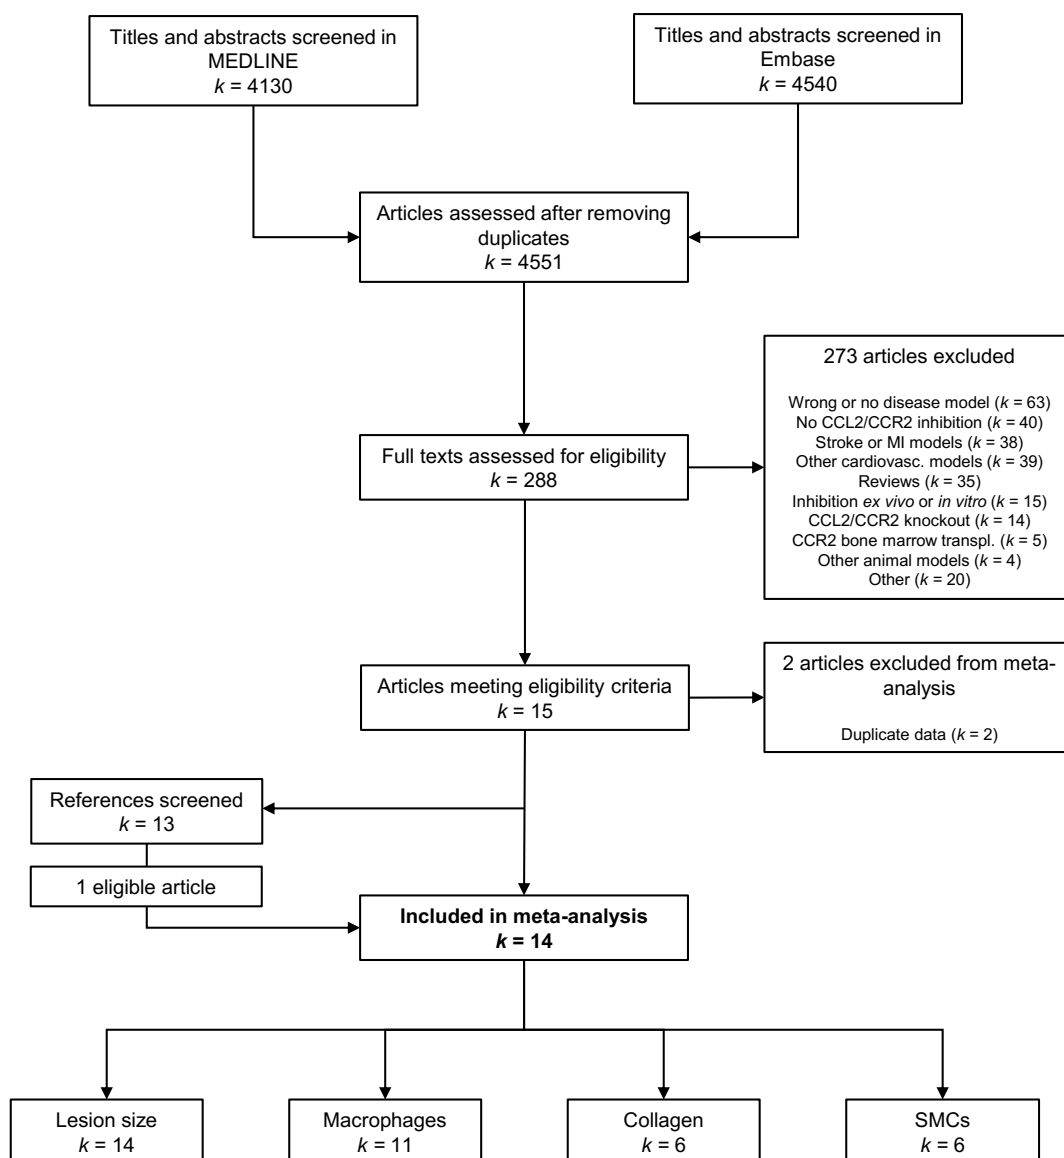 Titles and abstracts screened in
MEDLINE
k = 4130
Titles and abstracts screened in
Embase
k = 4540
Articles assessed after removing
duplicates
k = 4551
273 articles excluded
Wrong or no disease model (k = 63)
No CCL2/CCR2 inhibition (k = 40)
Stroke or MI models (k = 38)
Other cardiovasc. models (k = 39)
Reviews (k = 35)
Inhibition ex vivo or in vitro (k = 15)
CCL2/CCR2 knockout (k = 14)
CCR2 bone marrow transpl. (k = 5)
Other animal models (k = 4)
Other (k = 20)
Full texts assessed for eligibility
k = 288
Articles meeting eligibility criteria
k = 15
2 articles excluded from meta-
analysis
Duplicate data (k = 2)
References screened
k = 13
1 eligible article
Included in meta-analysis
k = 14
Lesion size
k = 14
Macrophages
k = 11
Collagen
k = 6
SMCs
k = 6